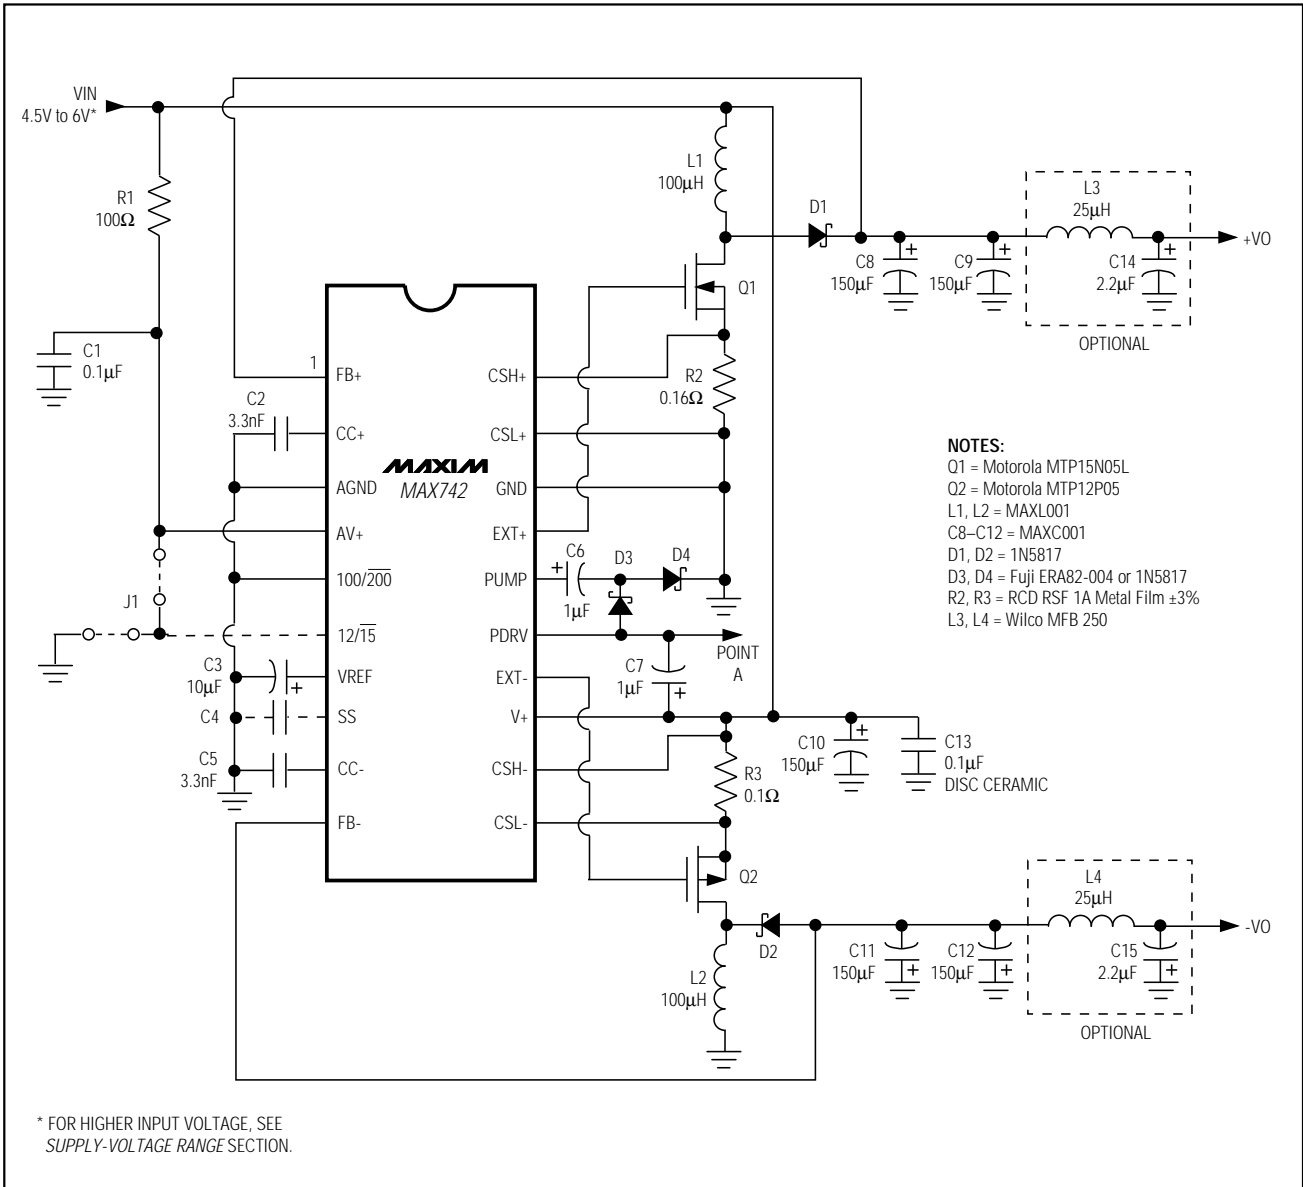 VIN
4.5V to 6V*
R1
100Ω
C1
0.1µF
L1
100µH
D1
C8
150µF
C9
150µF
L3
25µH
C14
2.2µF
+VO
OPTIONAL
Q1
R2
0.16Ω
1
FB+
CSH+
C2
3.3nF
CC+
CSL+
MAXIM
MAX742
AGND
GND
AV+
EXT+
100/200
PUMP
C6
1µF
D3
D4
J1
12/15
PDRV
POINT
A
C3
10µF
VREF
EXT-
C7
1µF
C4
SS
V+
C5
3.3nF
CC-
CSH-
R3
0.1Ω
C10
150µF
C13
0.1µF
DISC CERAMIC
FB-
CSL-
Q2
D2
L2
100µH
C11
150µF
C12
150µF
L4
25µH
C15
2.2µF
-VO
OPTIONAL
NOTES:
Q1 = Motorola MTP15N05L
Q2 = Motorola MTP12P05
L1, L2 = MAXL001
C8–C12 = MAXC001
D1, D2 = 1N5817
D3, D4 = Fuji ERA82-004 or 1N5817
R2, R3 = RCD RSF 1A Metal Film ±3%
L3, L4 = Wilco MFB 250
* FOR HIGHER INPUT VOLTAGE, SEE
SUPPLY-VOLTAGE RANGE SECTION.